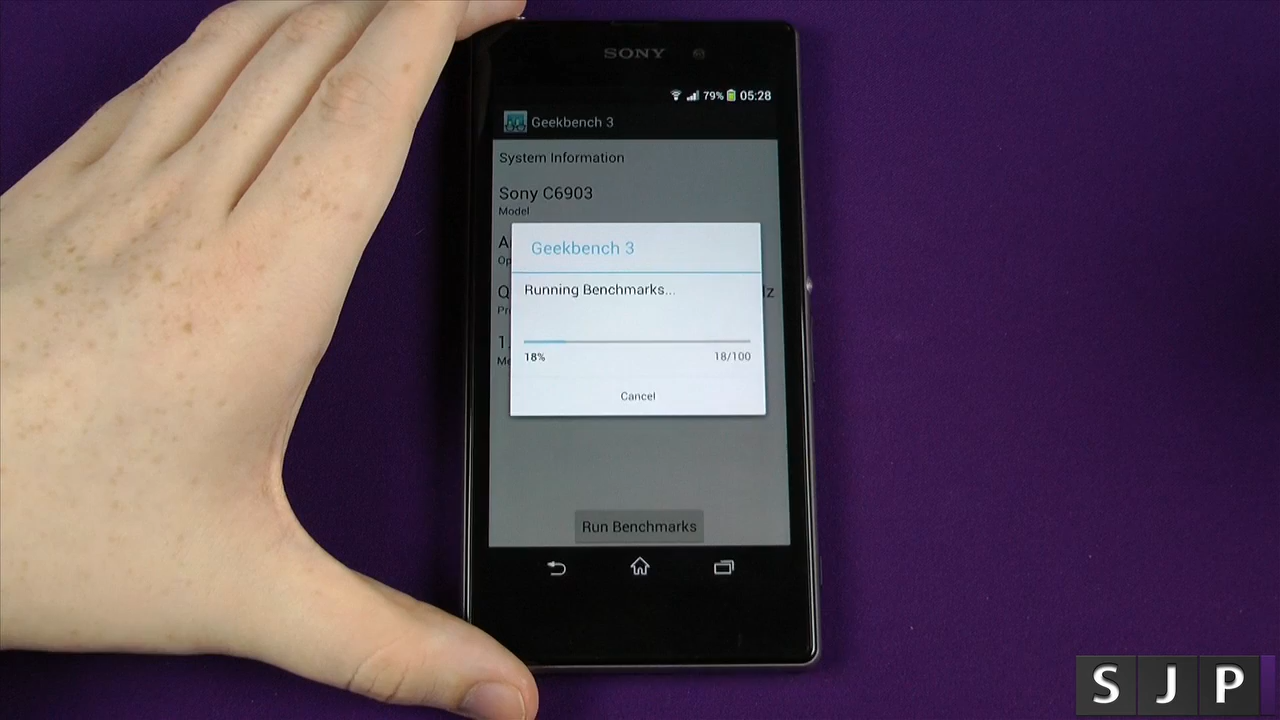 SONY
79% 05:28
Geekbench 3
System Information
Sony C6903
Model
Geekbench 3
Running Benchmarks...
18% 18/100
Cancel
Run Benchmarks
SJP